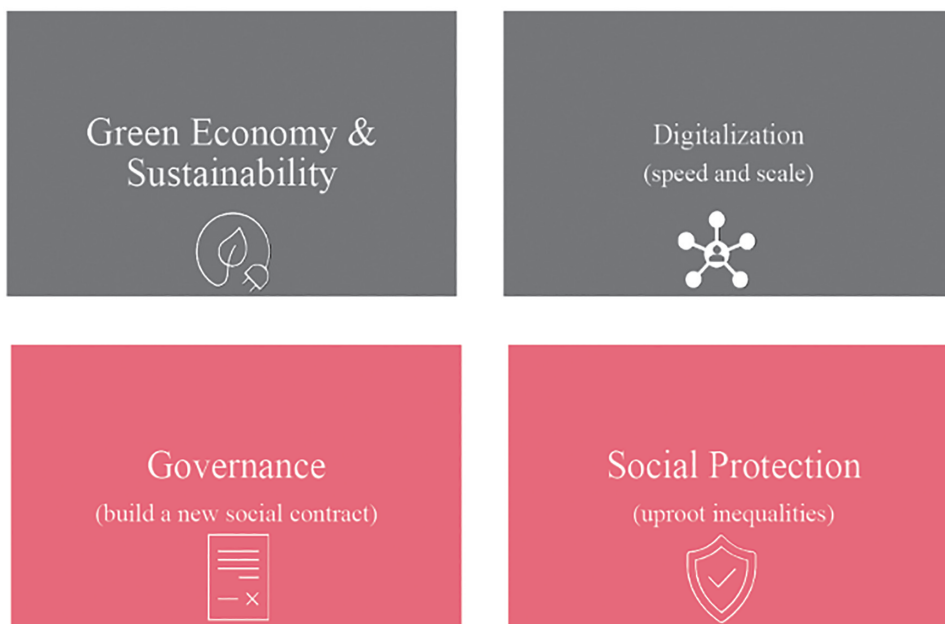 Green Economy &
Sustainability
Digitalization
(speed and scale)
Governance
(build a new social contract)
Social Protection
(uproot inequalities)